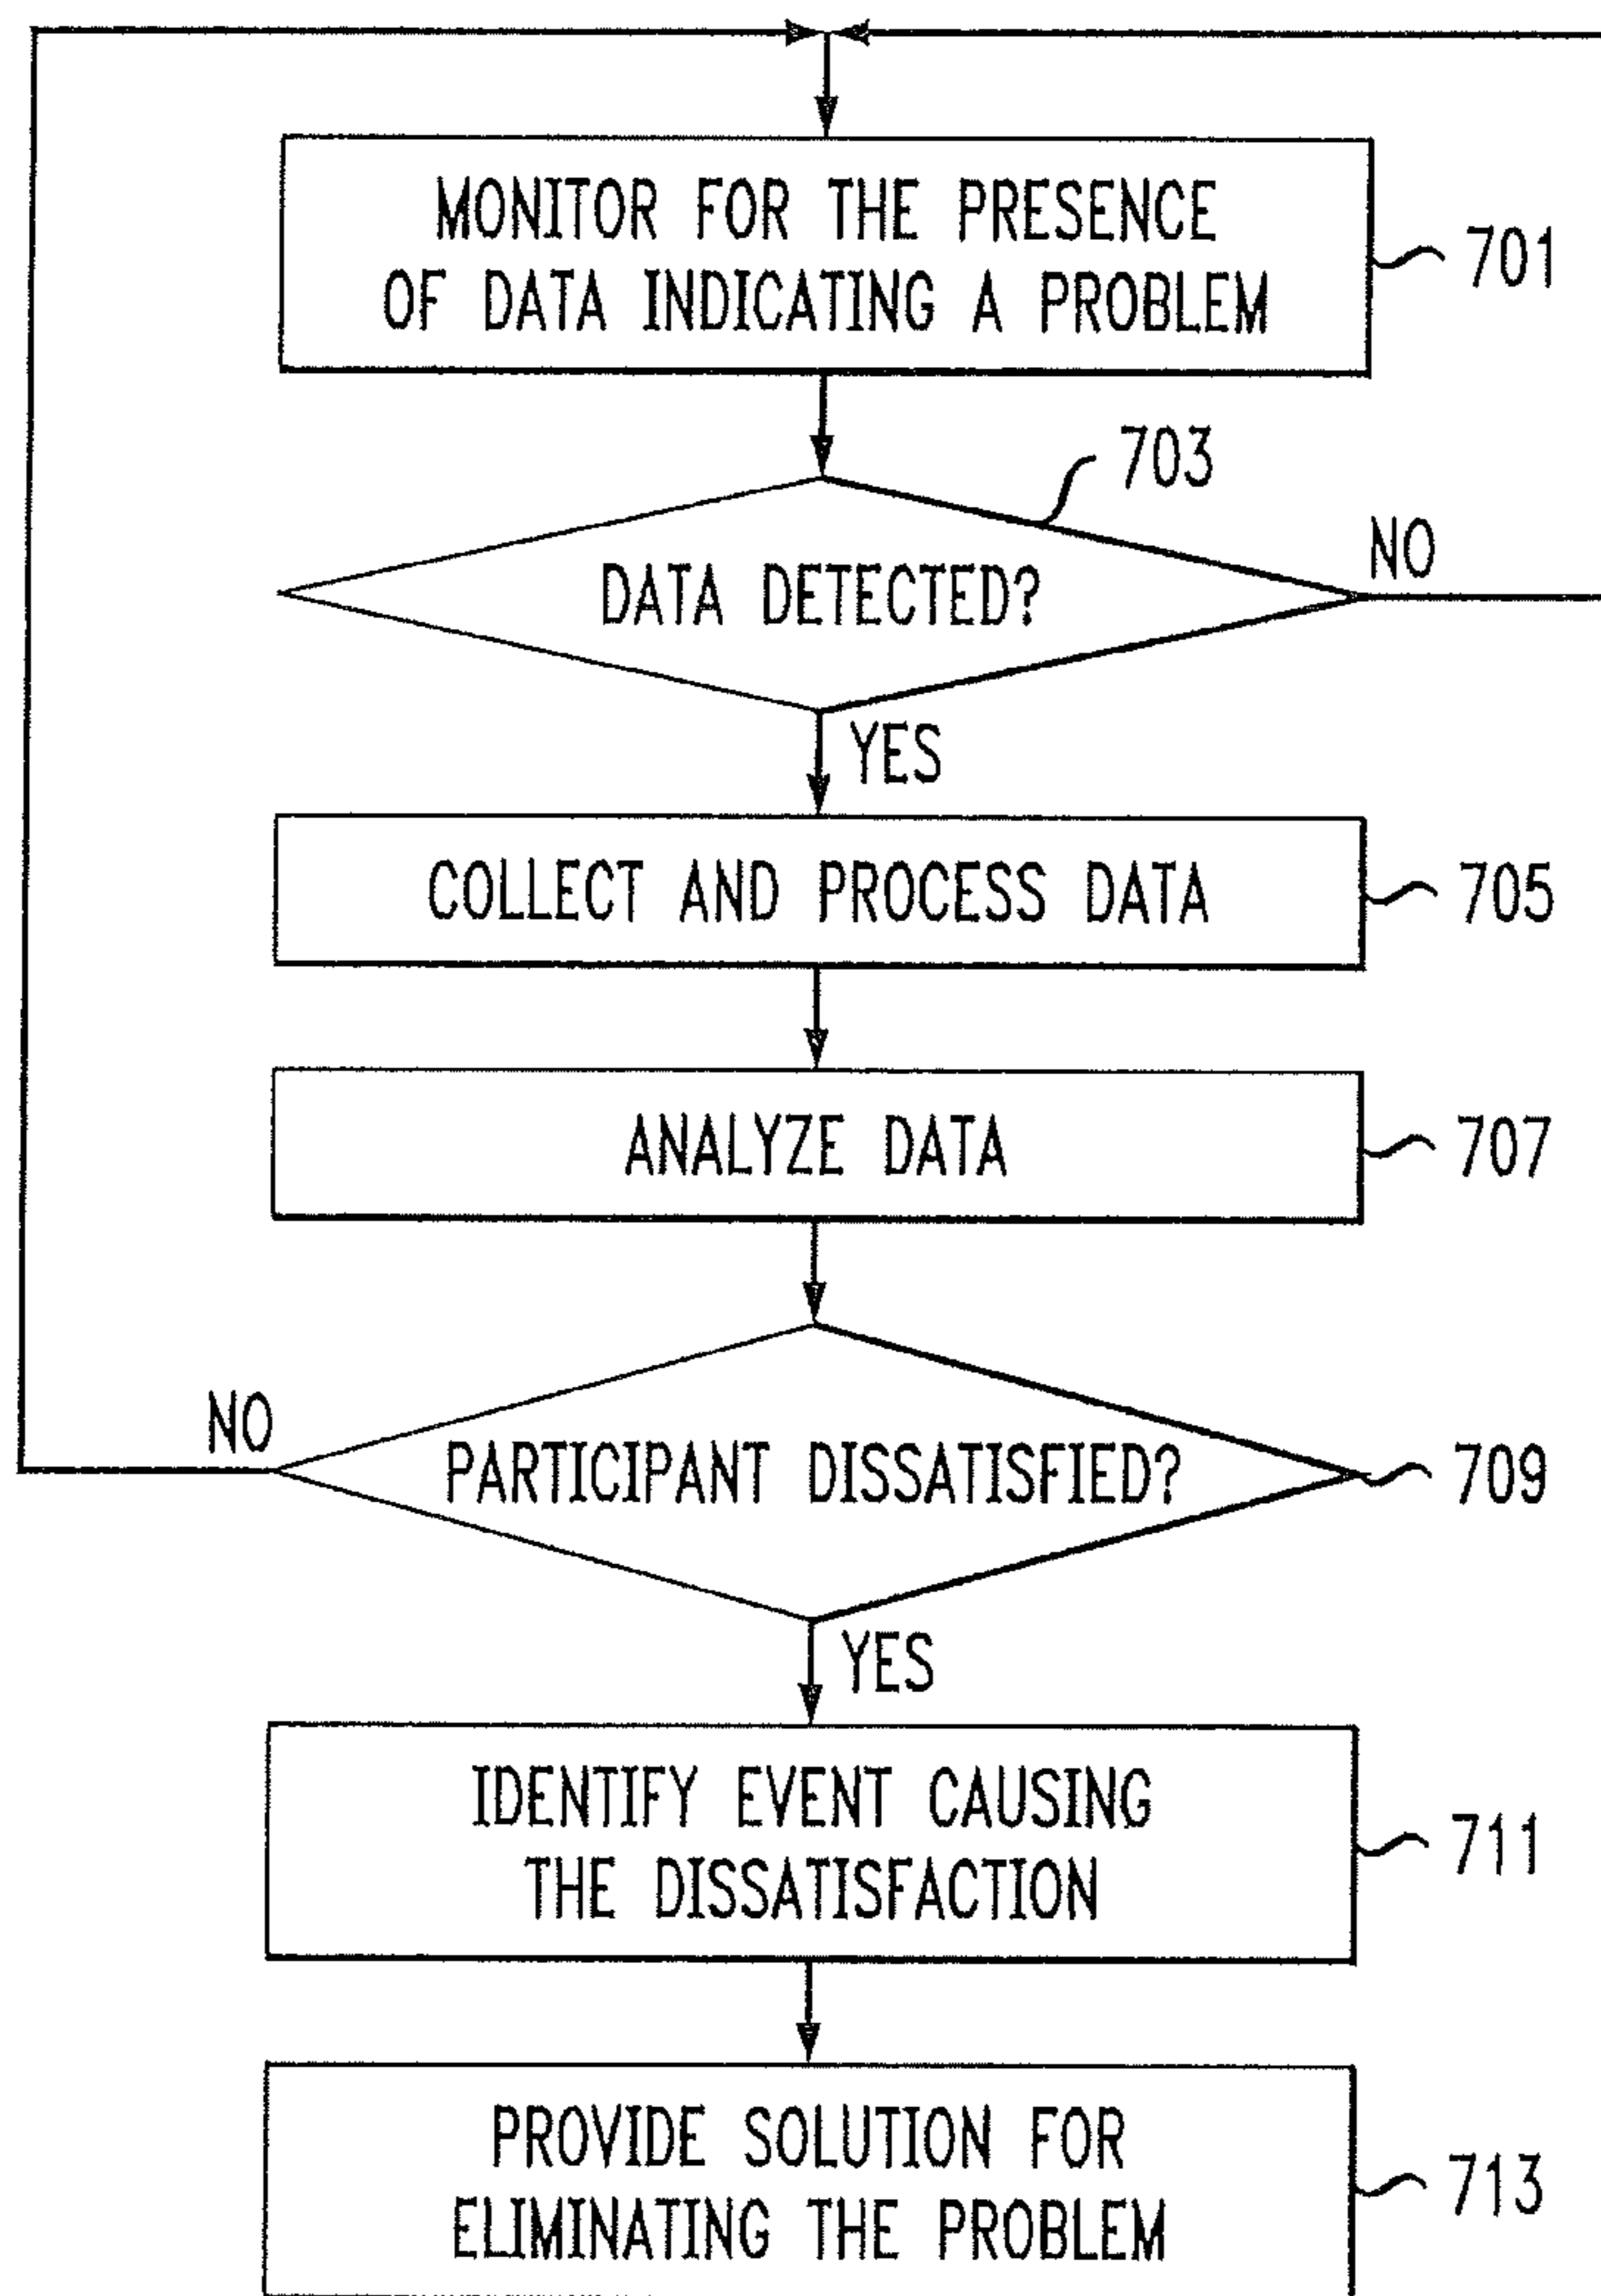 MONITOR FOR THE PRESENCE
OF DATA INDICATING A PROBLEM
701
703
DATA DETECTED?
NO
YES
COLLECT AND PROCESS DATA
705
ANALYZE DATA
707
NO
PARTICIPANT DISSATISFIED?
709
YES
IDENTIFY EVENT CAUSING
THE DISSATISFACTION
711
PROVIDE SOLUTION FOR
ELIMINATING THE PROBLEM
713